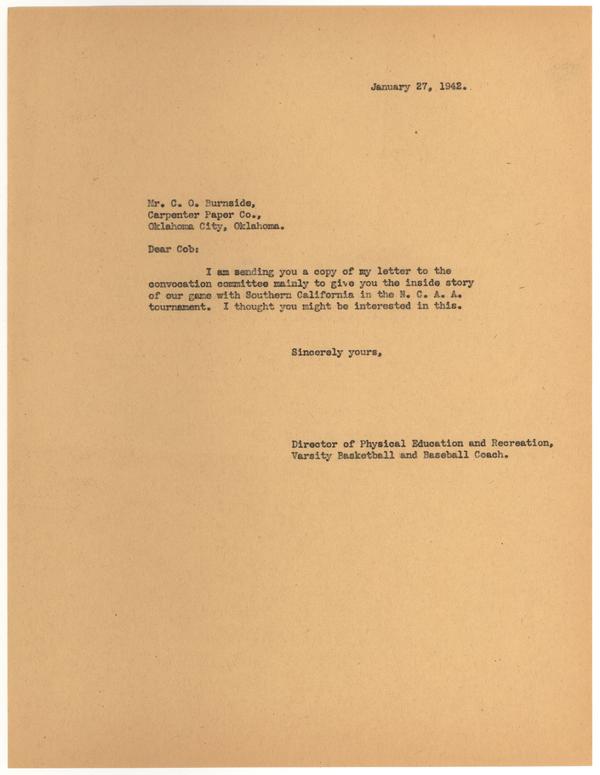 January 27, 1942.
Mr. C. O. Burnside,
Carpenter Paper Co.,
Oklahoma City, Oklahoma.
Dear Cob:
I am sending you a copy of my letter to the
convocation committee mainly to give you the inside story
of our game with Southern California in the N. C. A. A.
tournament. I thought you might be interested in this.
Sincerely yours,
Director of Physical Education and Recreation,
Varsity Basketball and Baseball Coach.